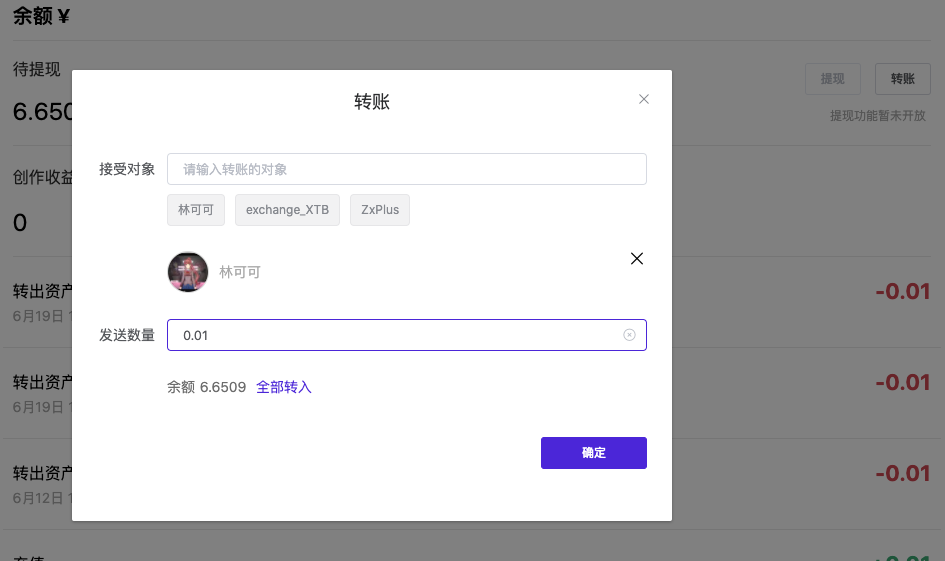 余额 ¥
待提现
提现
转账
6.650
提现功能暂未开放
转账
接受对象
请输入转账的对象
林可可
exchange_XTB
ZxPlus
林可可
创作收益
0
转出资产
-0.01
6月19日 1
发送数量
0.01
余额 6.6509 全部转入
转出资产
-0.01
6月19日 1
确定
转出资产
-0.01
6月12日 1
充值
+0.01